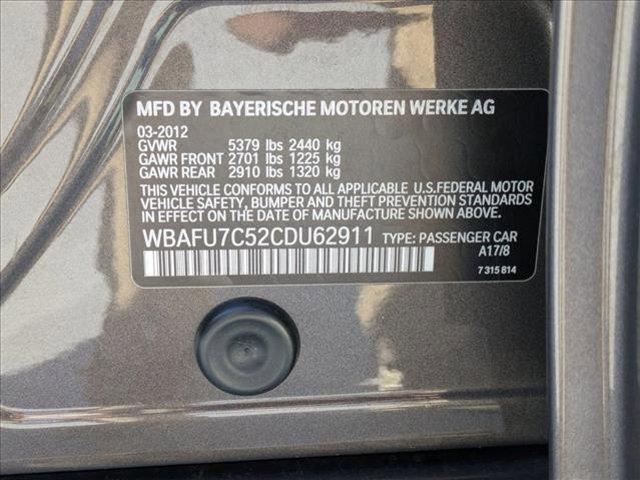 MFD BY BAYERISCHE MOTOREN WERKE AG
03-2012
GVWR 5379 lbs 2440 kg
GAWR FRONT 2701 lbs 1225 kg
GAWR REAR 2910 lbs 1320 kg
THIS VEHICLE CONFORMS TO ALL APPLICABLE U.S.FEDERAL MOTOR
VEHICLE SAFETY, BUMPER AND THEFT PREVENTION STANDARDS
IN EFFECT ON THE DATE OF MANUFACTURE SHOWN ABOVE.
WBAFU7C52CDU62911 TYPE: PASSENGER CAR
A17/8
7 315 814